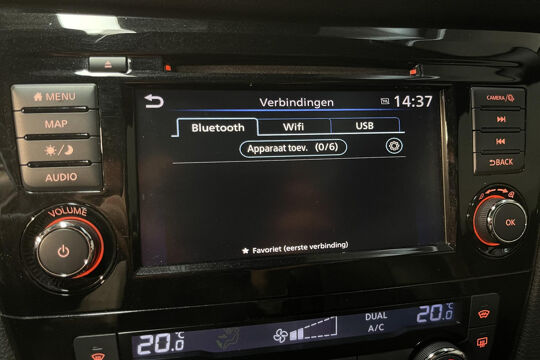 MENU
MAP
AUDIO
VOLUME
Verbindingen
14:37
Bluetooth
Wifi
USB
Apparaat toev. (0/6)
★ Favoriet (eerste verbinding)
CAMERA/
BACK
OK
20.0 °C
DUAL
A/C
20.0 °C